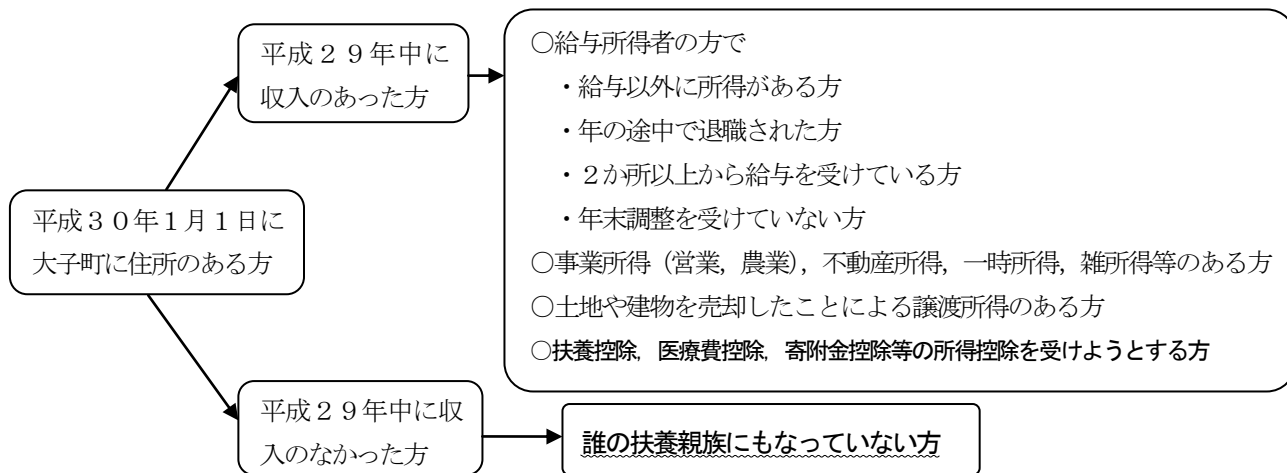 平成３０年１月１日に
大子町に住所のある方
平成２９年中に
収入のあった方
○給与所得者の方で
・給与以外に所得がある方
・年の途中で退職された方
・２か所以上から給与を受けている方
・年末調整を受けていない方
○事業所得（営業，農業），不動産所得，一時所得，雑所得等のある方
○土地や建物を売却したことによる譲渡所得のある方
○扶養控除，医療費控除，寄附金控除等の所得控除を受けようとする方
平成２９年中に収
入のなかった方
誰の扶養親族にもなっていない方